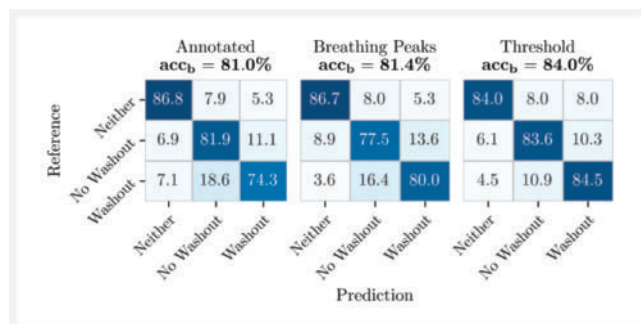 Annotated Breathing Peaks Threshold
acc_b = 81.0% acc_b = 81.4% acc_b = 84.0%
Reference
Neither 86.8 7.9 5.3 86.7 8.0 5.3 84.0 8.0 8.0
No Washout 6.9 81.9 11.1 8.9 77.5 13.6 6.1 83.6 10.3
Washout 7.1 18.6 74.3 3.6 16.4 80.0 4.5 10.9 84.5
Neither No Washout Washout Neither No Washout Washout Neither No Washout Washout
Prediction